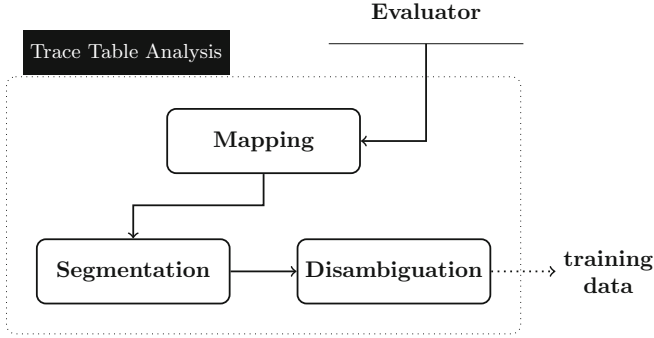 Evaluator
Trace Table Analysis
Mapping
Segmentation
Disambiguation
training
data